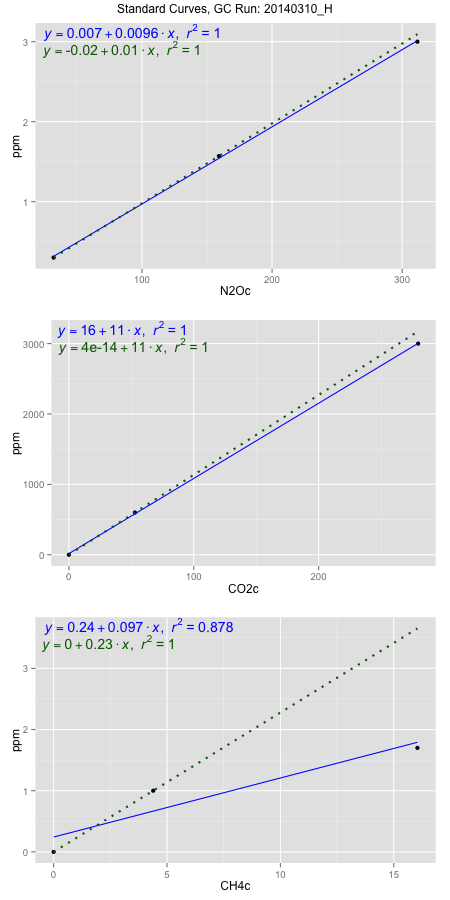 Standard Curves, GC Run: 20140310_H
y = 0.007 + 0.0096 · x, r² = 1
y = -0.02 + 0.01 · x, r² = 1
3
2
1
ppm
100 200 300
N2Oc
y = 16 + 11 · x, r² = 1
y = 4e-14 + 11 · x, r² = 1
3000
2000
1000
0
ppm
0 100 200
CO2c
y = 0.24 + 0.097 · x, r² = 0.878
y = 0 + 0.23 · x, r² = 1
3
2
1
0
ppm
0 5 10 15
CH4c